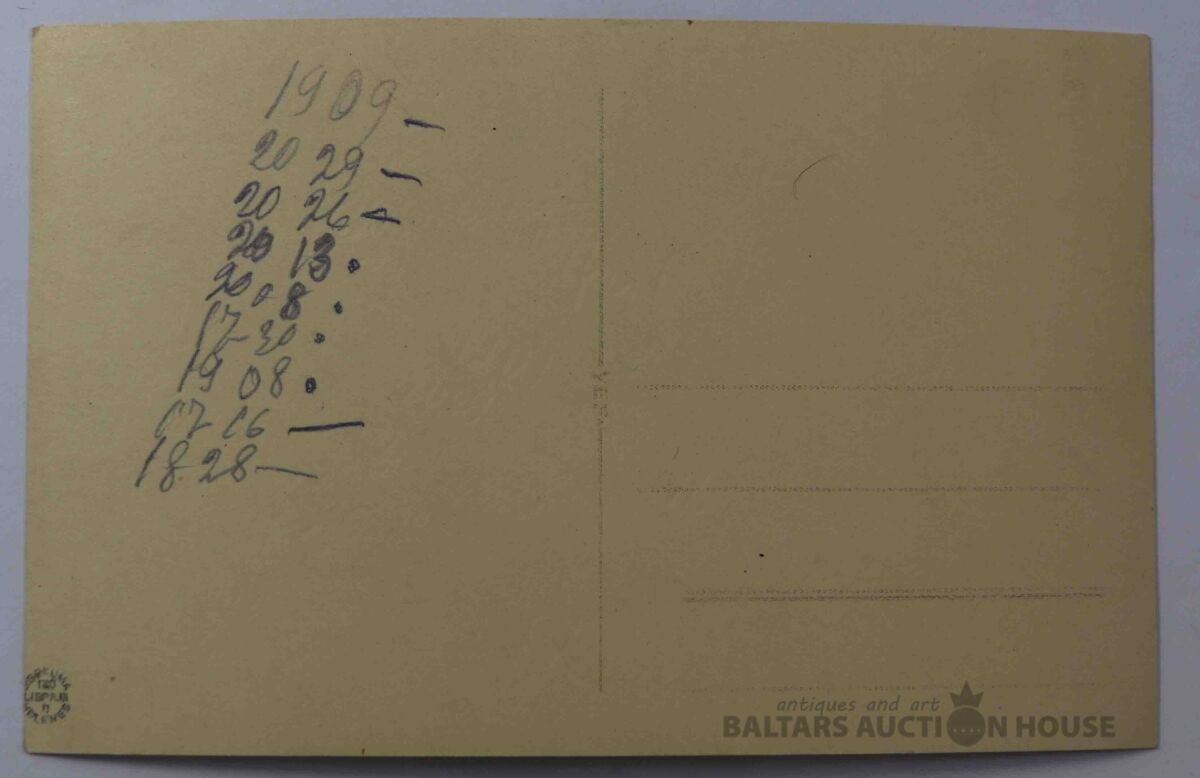 1909 —
20 29 —
20 26 —
20 13 .
20 08 .
17-30 .
19 08 .
17 16 —
18-28 —
antiques and art
BALTARS AUCTION HOUSE